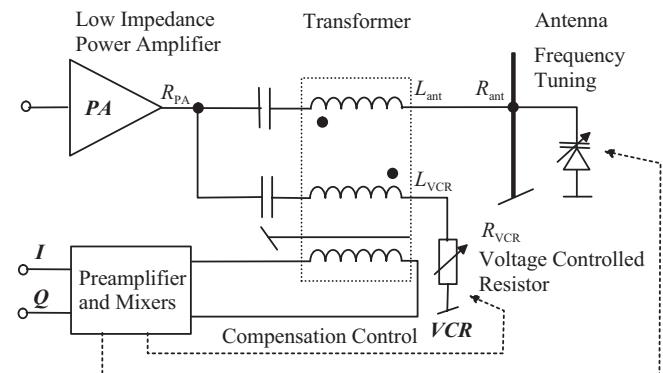 Low Impedance
Power Amplifier
Transformer
Antenna
Frequency
Tuning
PA
R_PA
L_ant
R_ant
L_VCR
R_VCR
Voltage Controlled
Resistor
I
Q
Preamplifier
and Mixers
Compensation Control
VCR